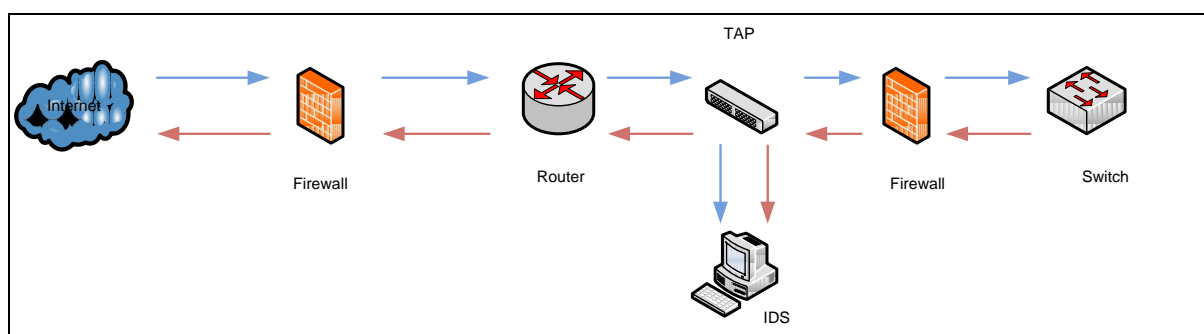 TAP
Internet
Firewall
Router
Firewall
Switch
IDS